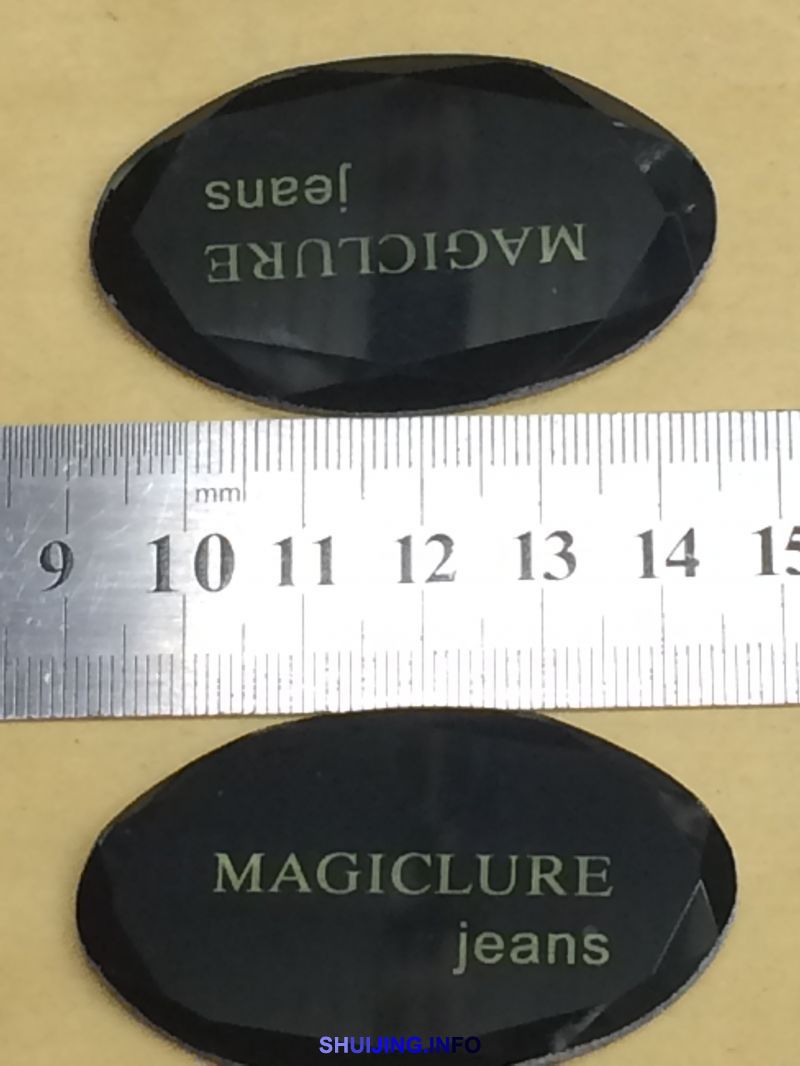 jeans
MAGICLURE
mm
9 10 11 12 13 14 15
MAGICLURE
jeans
SHUIJING.INFO